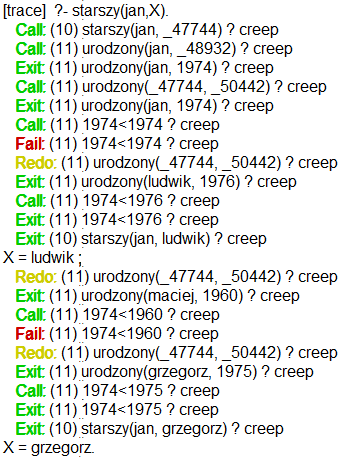 [trace]  ?- starszy(jan,X).
Call: (10) starszy(jan, _47744) ? creep
Call: (11) urodzony(jan, _48932) ? creep
Exit: (11) urodzony(jan, 1974) ? creep
Call: (11) urodzony(_47744, _50442) ? creep
Exit: (11) urodzony(jan, 1974) ? creep
Call: (11) 1974<1974 ? creep
Fail: (11) 1974<1974 ? creep
Redo: (11) urodzony(_47744, _50442) ? creep
Exit: (11) urodzony(ludwik, 1976) ? creep
Call: (11) 1974<1976 ? creep
Exit: (11) 1974<1976 ? creep
Exit: (10) starszy(jan, ludwik) ? creep
X = ludwik ;
Redo: (11) urodzony(_47744, _50442) ? creep
Exit: (11) urodzony(maciej, 1960) ? creep
Call: (11) 1974<1960 ? creep
Fail: (11) 1974<1960 ? creep
Redo: (11) urodzony(_47744, _50442) ? creep
Exit: (11) urodzony(grzegorz, 1975) ? creep
Call: (11) 1974<1975 ? creep
Exit: (11) 1974<1975 ? creep
Exit: (10) starszy(jan, grzegorz) ? creep
X = grzegorz.